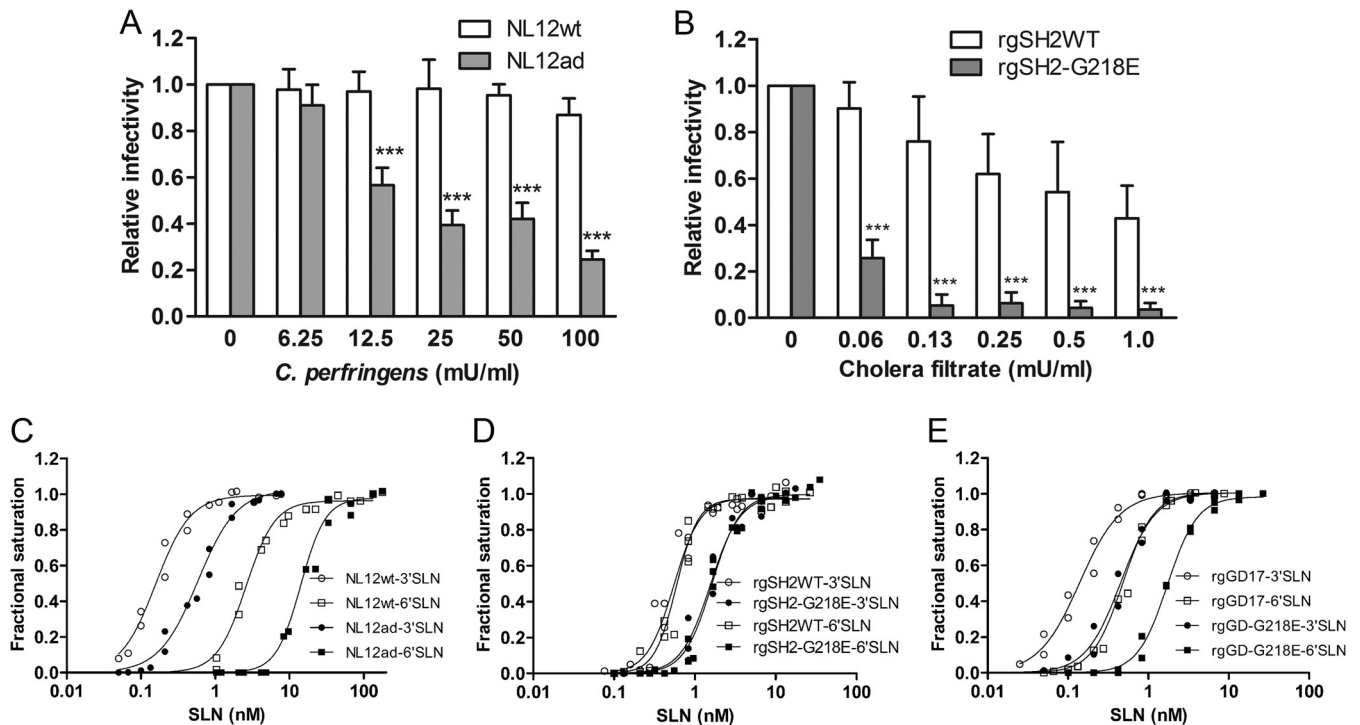 A
NL12wt
NL12ad
Relative infectivity
1.2
1.0
0.8
0.6
0.4
0.2
0.0
***
***
***
***
0 6.25 12.5 25 50 100
C. perfringens (mU/ml)
B
rgSH2WT
rgSH2-G218E
Relative infectivity
1.2
1.0
0.8
0.6
0.4
0.2
0.0
***
***
***
***
***
0 0.06 0.13 0.25 0.5 1.0
Cholera filtrate (mU/ml)
C
Fractional saturation
1.2
1.0
0.8
0.6
0.4
0.2
0.0
NL12wt-3'SLN
NL12wt-6'SLN
NL12ad-3'SLN
NL12ad-6'SLN
0.01 0.1 1 10 100
SLN (nM)
D
Fractional saturation
1.2
1.0
0.8
0.6
0.4
0.2
0.0
rgSH2WT-3'SLN
rgSH2-G218E-3'SLN
rgSH2WT-6'SLN
rgSH2-G218E-6'SLN
0.01 0.1 1 10 100
SLN (nM)
E
Fractional saturation
1.2
1.0
0.8
0.6
0.4
0.2
0.0
rgGD17-3'SLN
rgGD17-6'SLN
rgGD-G218E-3'SLN
rgGD-G218E-6'SLN
0.01 0.1 1 10 100
SLN (nM)